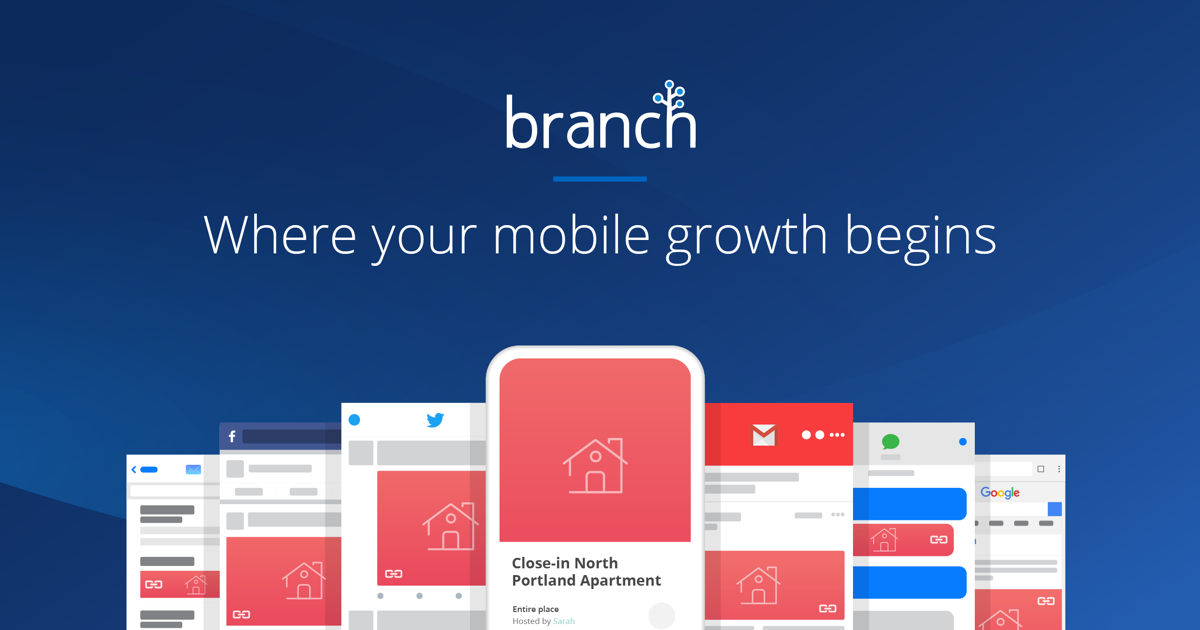 branch
Where your mobile growth begins
f
Google
Close-in North
Portland Apartment
Entire place
Hosted by Sarah